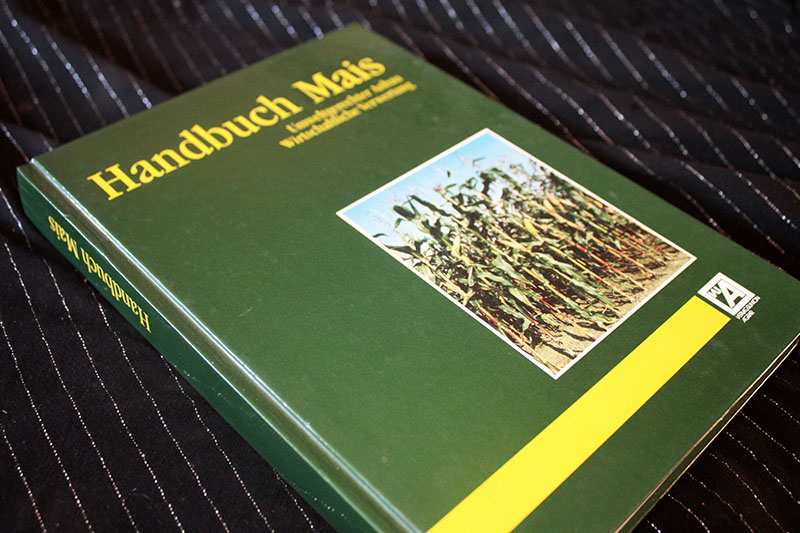 Handbuch Mais
Umweltgerechter Anbau
Wirtschaftliche Verwertung
Handbuch Mais